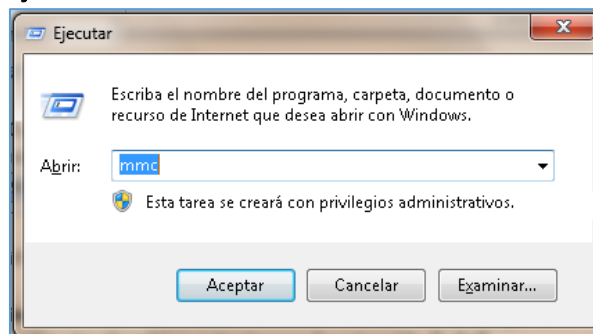 Ejecutar
Escriba el nombre del programa, carpeta, documento o
recurso de Internet que desea abrir con Windows.
Abrir: mmc
Esta tarea se creará con privilegios administrativos.
Aceptar Cancelar Examinar...